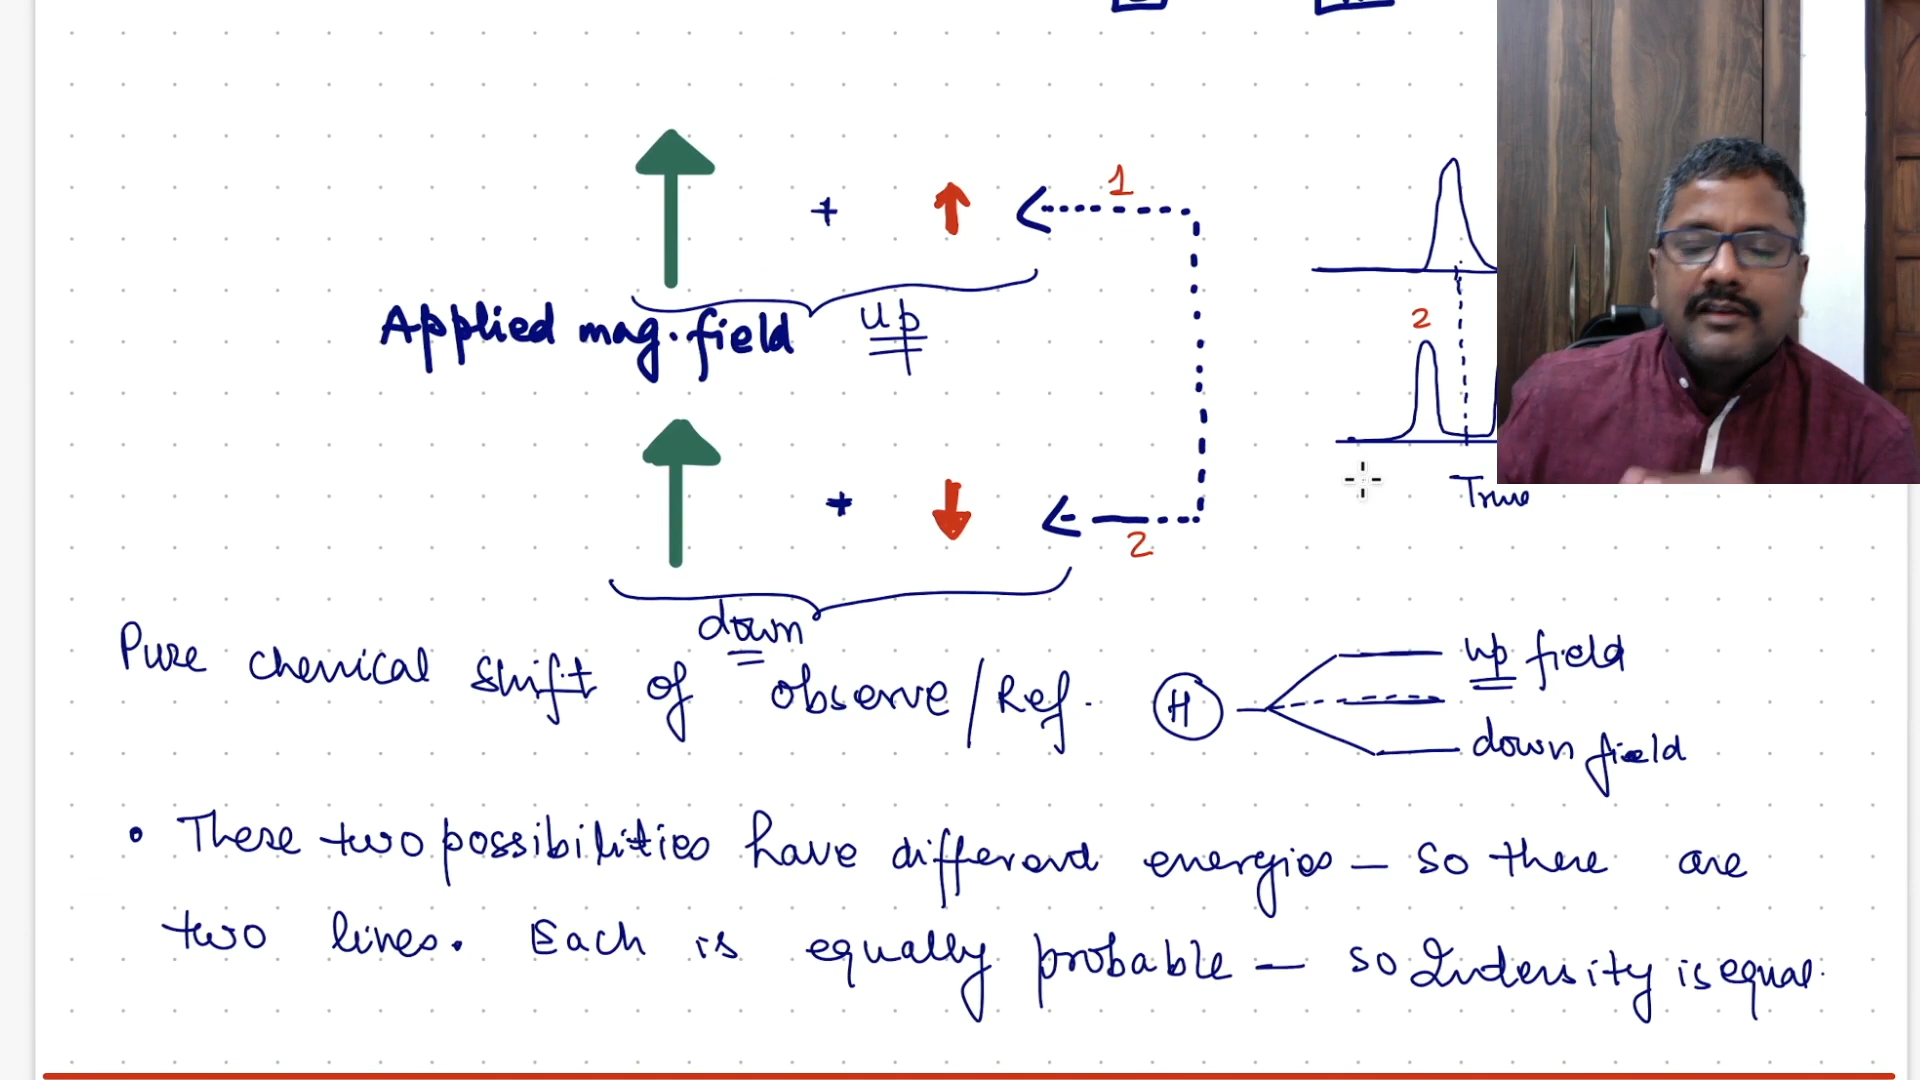 1
+
Applied mag. field up
2
+
2
True
down
Pure chemical shift of observe/Ref. H
up field
down field
• These two possibilities have different energies – so there are
two lines. Each is equally probable – so Intensity is equal.